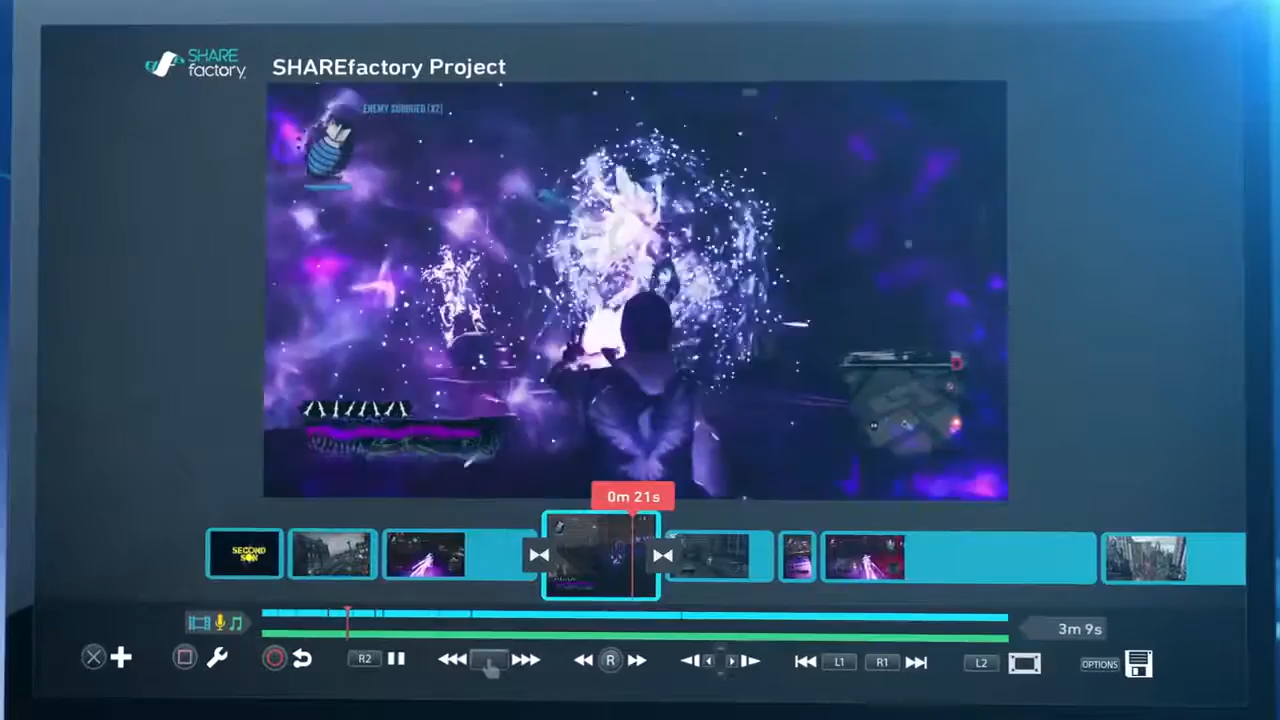 SHARE
factory
SHAREfactory Project
ENEMY SUBDUED [X2]
0m 21s
SECOND
SON
3m 9s
R2
R
L1
R1
L2
OPTIONS